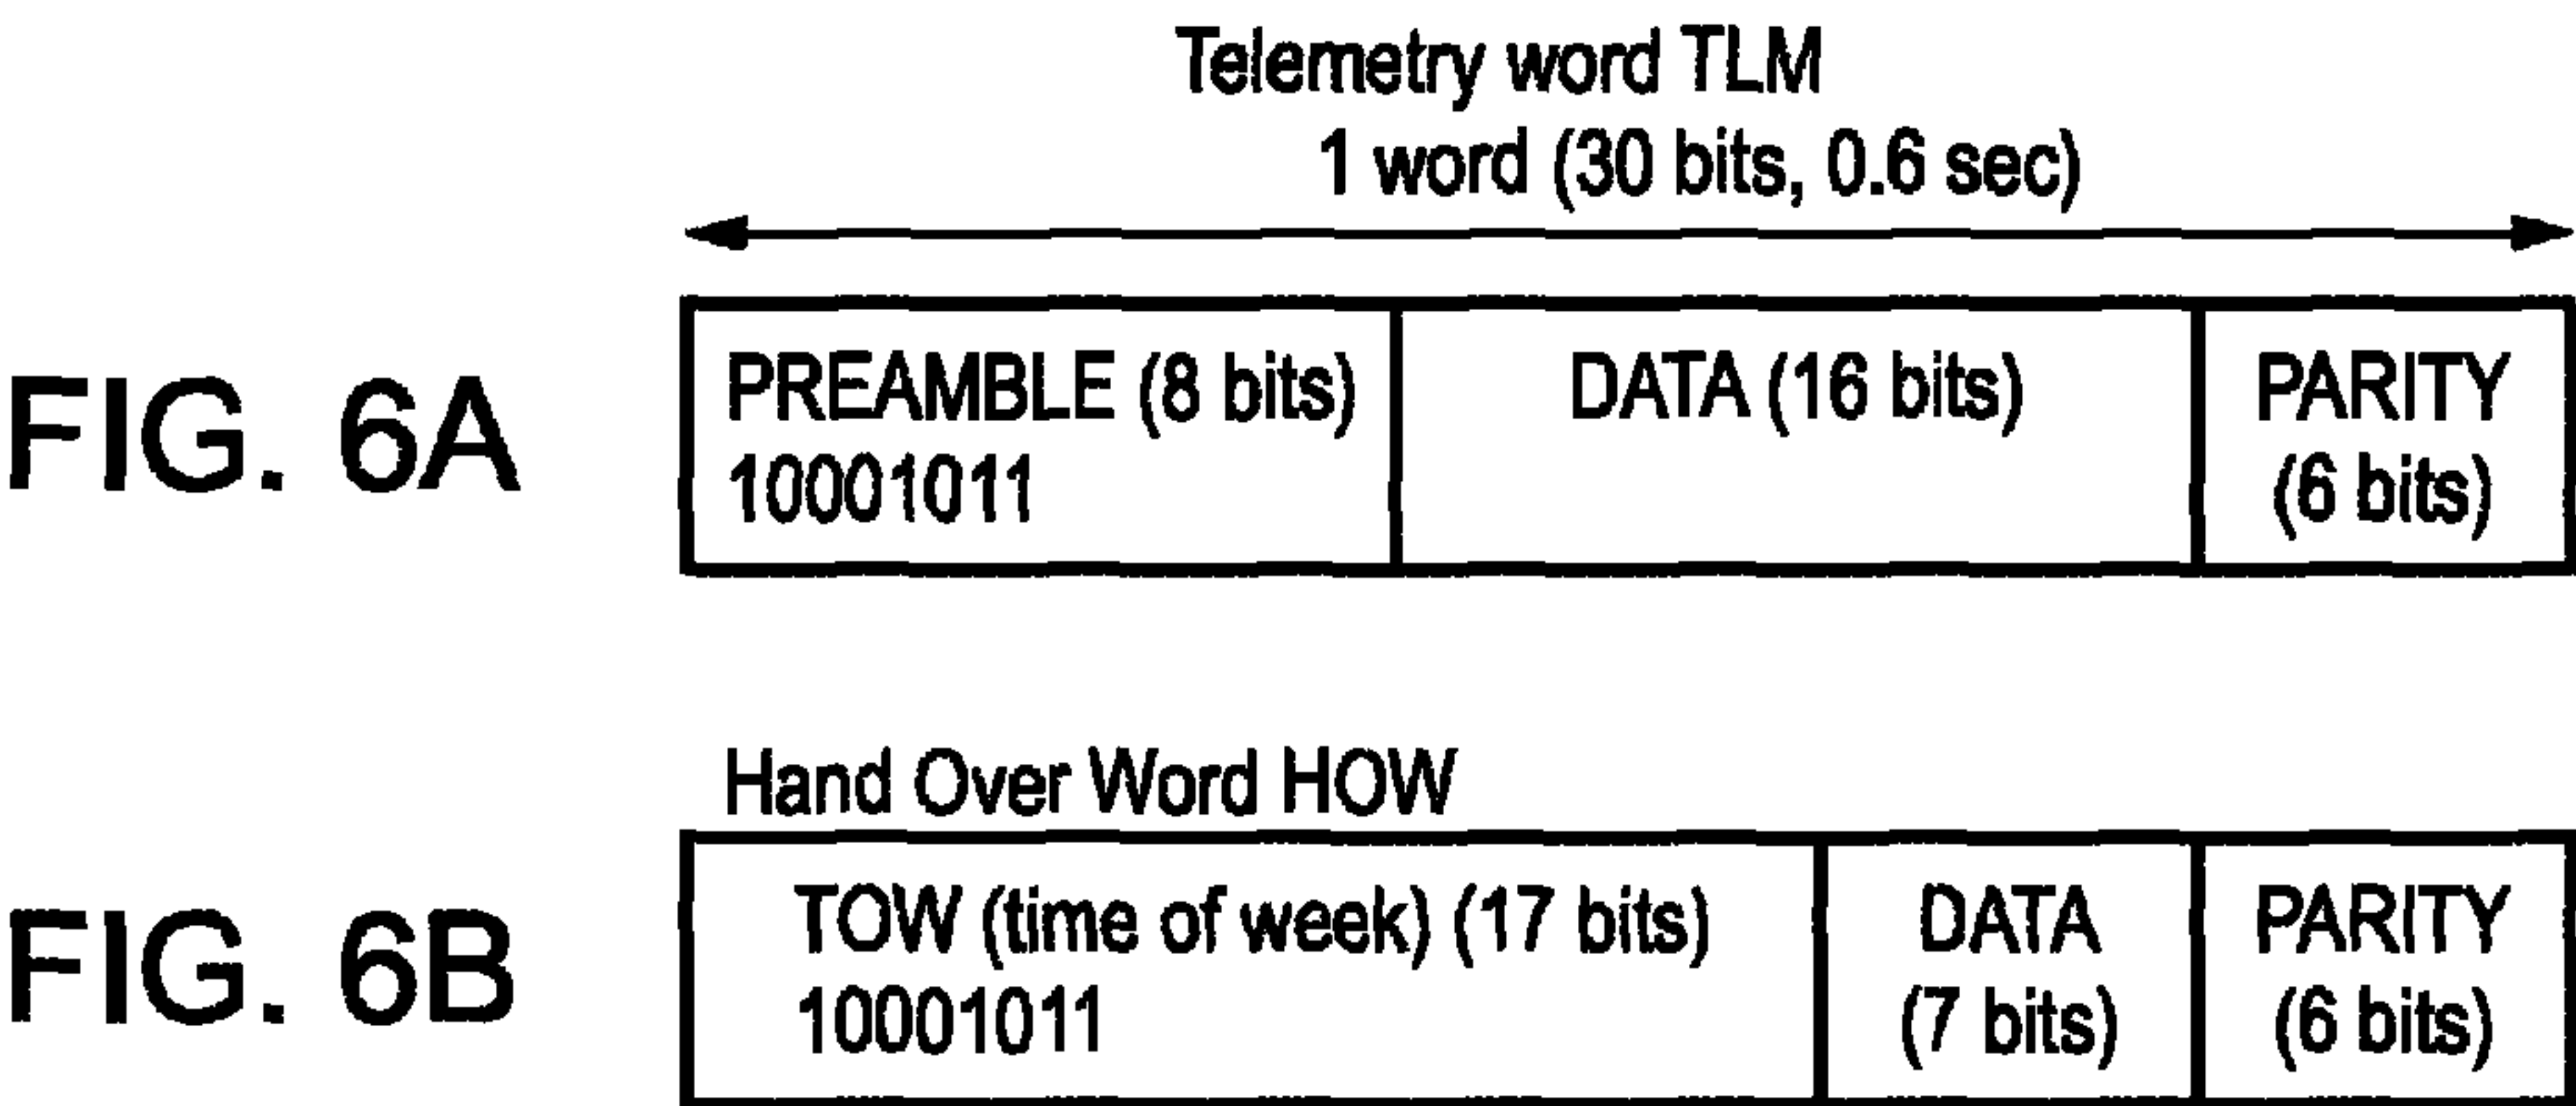 Telemetry word TLM
1 word (30 bits, 0.6 sec)
FIG. 6A
PREAMBLE (8 bits)
10001011
DATA (16 bits)
PARITY
(6 bits)
Hand Over Word HOW
FIG. 6B
TOW (time of week) (17 bits)
10001011
DATA
(7 bits)
PARITY
(6 bits)